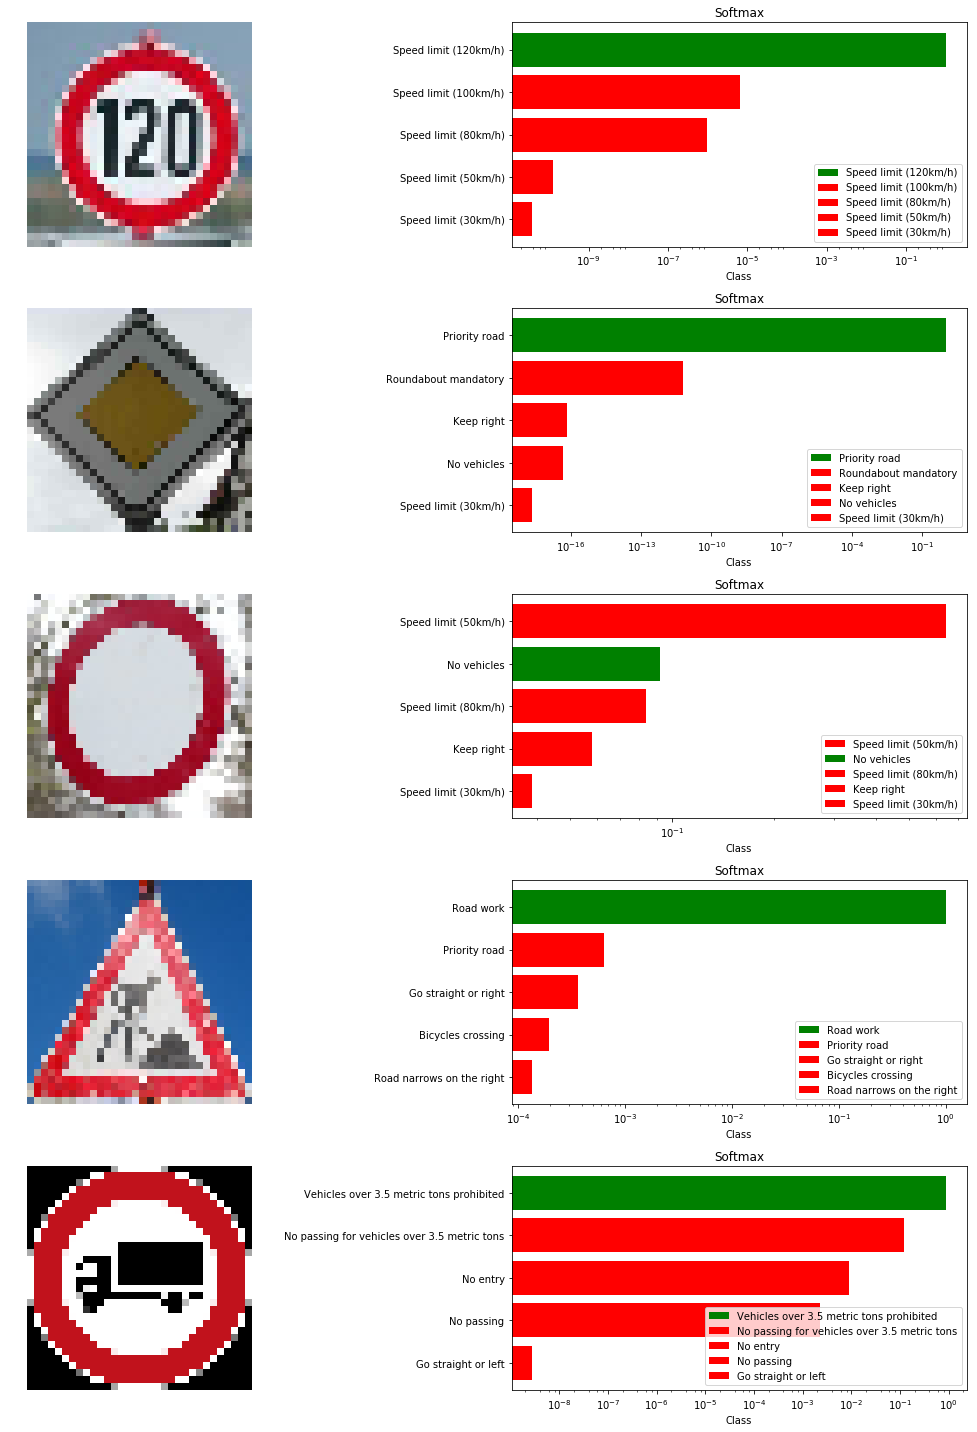 120
Softmax
Speed limit (120km/h)
Speed limit (100km/h)
Speed limit (80km/h)
Speed limit (50km/h)
Speed limit (30km/h)
Speed limit (120km/h)
Speed limit (100km/h)
Speed limit (80km/h)
Speed limit (50km/h)
Speed limit (30km/h)
10⁻⁹ 10⁻⁷ 10⁻⁵ 10⁻³ 10⁻¹
Class
Softmax
Priority road
Roundabout mandatory
Keep right
No vehicles
Speed limit (30km/h)
Priority road
Roundabout mandatory
Keep right
No vehicles
Speed limit (30km/h)
10⁻¹⁶ 10⁻¹³ 10⁻¹⁰ 10⁻⁷ 10⁻⁴ 10⁻¹
Class
Softmax
Speed limit (50km/h)
No vehicles
Speed limit (80km/h)
Keep right
Speed limit (30km/h)
Speed limit (50km/h)
No vehicles
Speed limit (80km/h)
Keep right
Speed limit (30km/h)
10⁻¹
Class
Softmax
Road work
Priority road
Go straight or right
Bicycles crossing
Road narrows on the right
Road work
Priority road
Go straight or right
Bicycles crossing
Road narrows on the right
10⁻⁴ 10⁻³ 10⁻² 10⁻¹ 10⁰
Class
Softmax
Vehicles over 3.5 metric tons prohibited
No passing for vehicles over 3.5 metric tons
No entry
No passing
Go straight or left
Vehicles over 3.5 metric tons prohibited
No passing for vehicles over 3.5 metric tons
No entry
No passing
Go straight or left
10⁻⁸ 10⁻⁷ 10⁻⁶ 10⁻⁵ 10⁻⁴ 10⁻³ 10⁻² 10⁻¹ 10⁰
Class